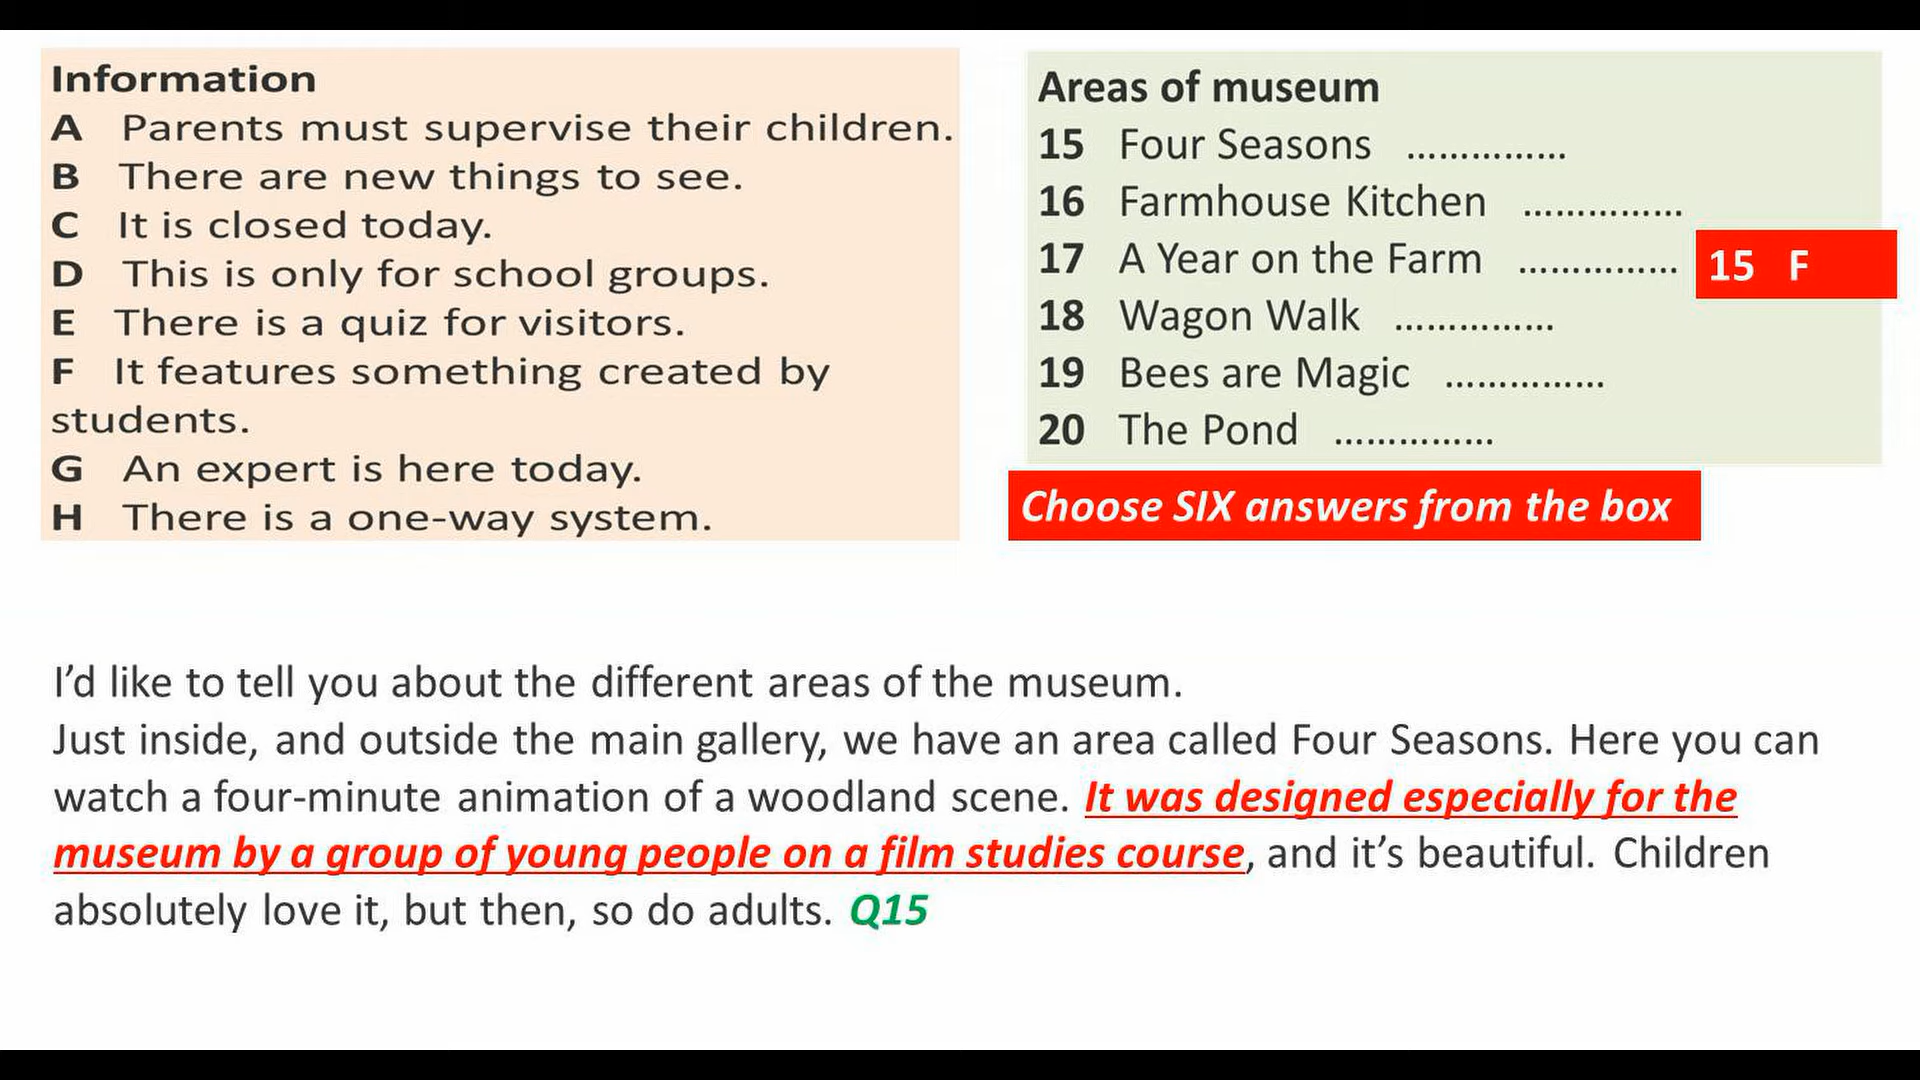 Information
A Parents must supervise their children.
B There are new things to see.
C It is closed today.
D This is only for school groups.
E There is a quiz for visitors.
F It features something created by
students.
G An expert is here today.
H There is a one-way system.
Areas of museum
15 Four Seasons ...............
16 Farmhouse Kitchen ...............
17 A Year on the Farm ...............
15 F
18 Wagon Walk ...............
19 Bees are Magic ...............
20 The Pond ...............
Choose SIX answers from the box
I’d like to tell you about the different areas of the museum.
Just inside, and outside the main gallery, we have an area called Four Seasons. Here you can
watch a four-minute animation of a woodland scene. It was designed especially for the
museum by a group of young people on a film studies course, and it’s beautiful. Children
absolutely love it, but then, so do adults. Q15